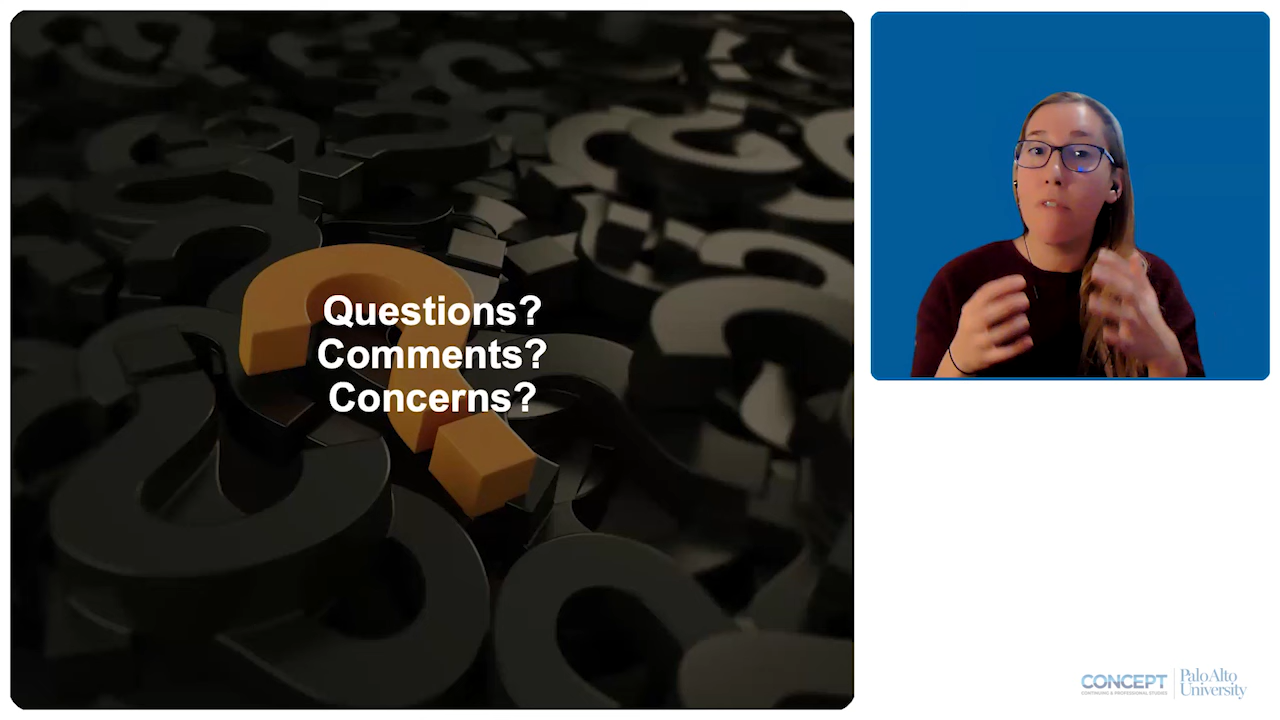 Questions?
Comments?
Concerns?
CONCEPT
CONTINUING & PROFESSIONAL STUDIES
Palo Alto
University